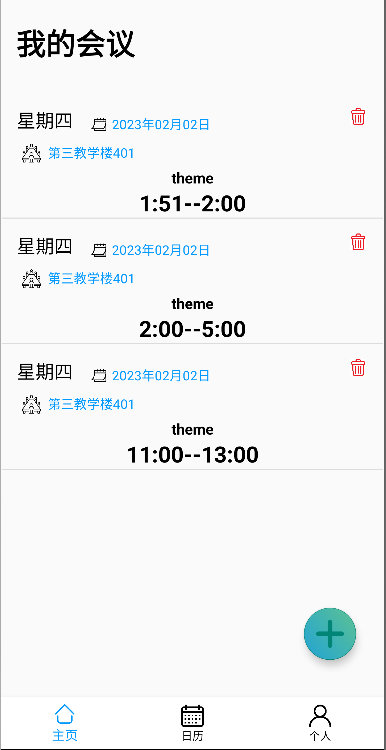 我的会议
星期四 2023年02月02日
第三教学楼401
theme
1:51--2:00
星期四 2023年02月02日
第三教学楼401
theme
2:00--5:00
星期四 2023年02月02日
第三教学楼401
theme
11:00--13:00
主页 日历 个人